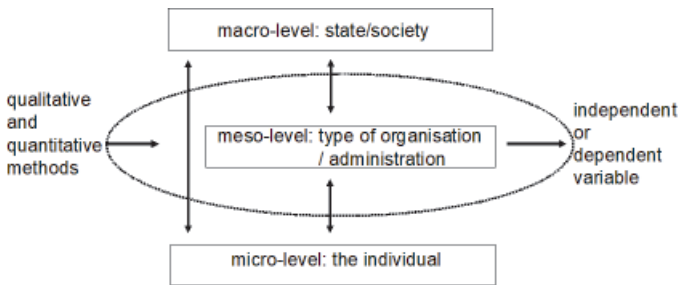 macro-level: state/society
qualitative
and
quantitative
methods
meso-level: type of organisation
/ administration
independent
or
dependent
variable
micro-level: the individual